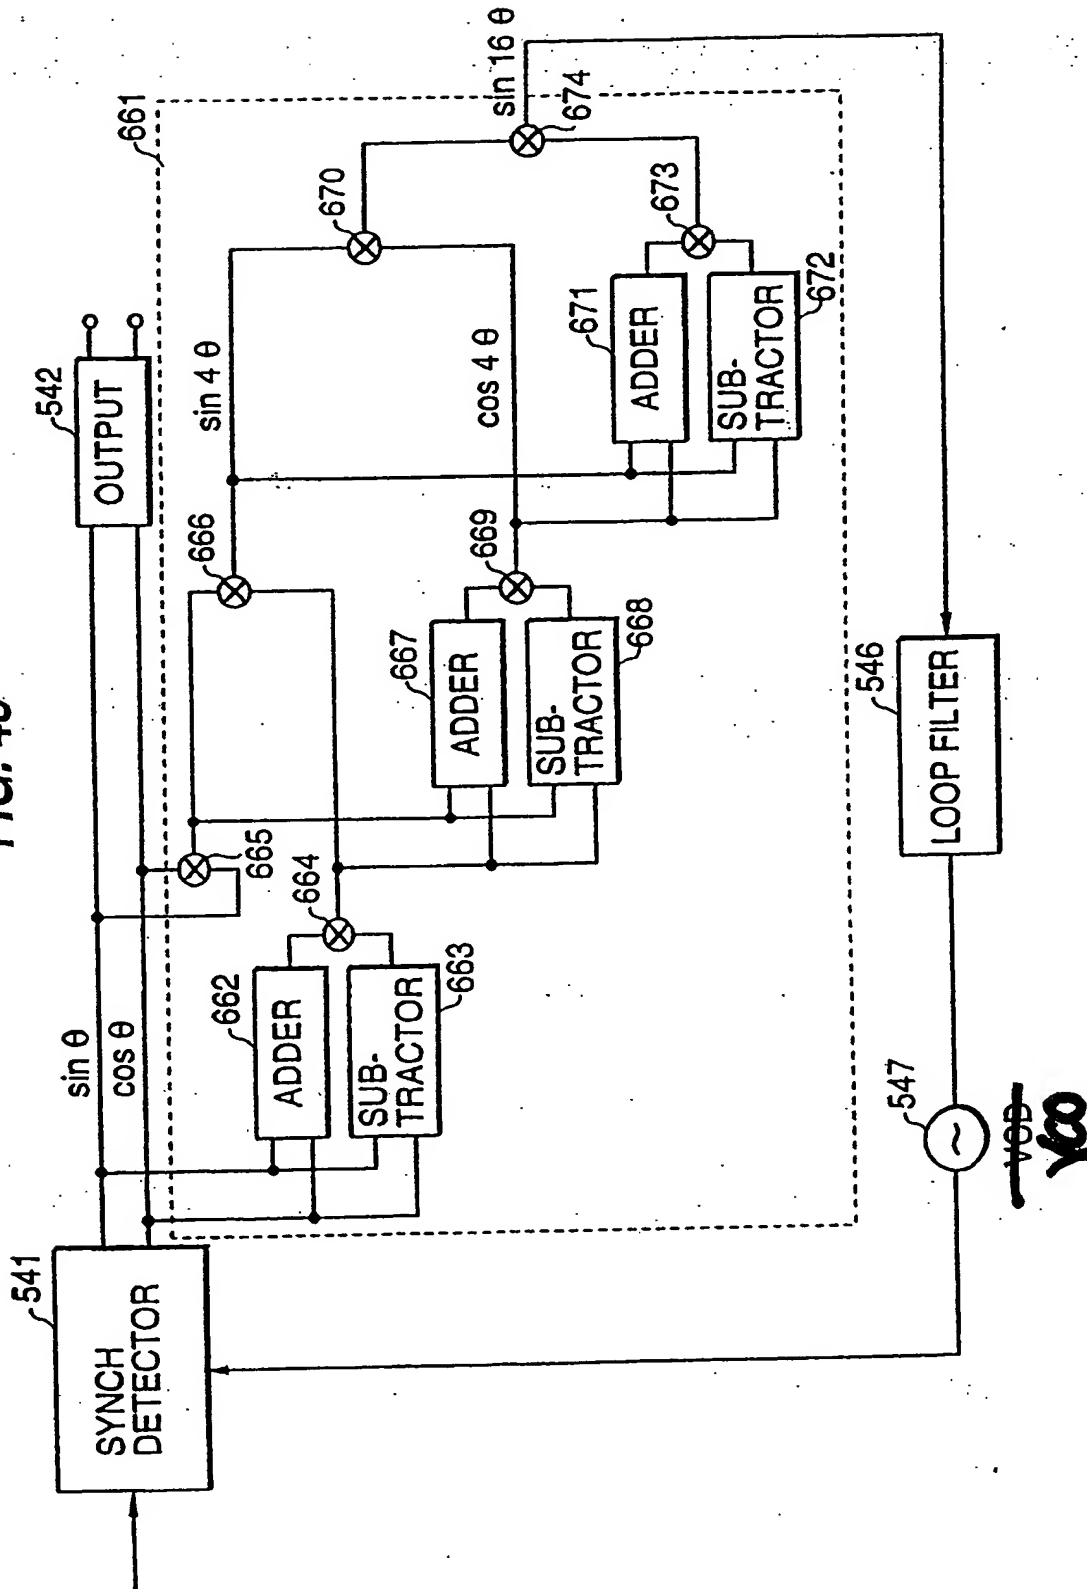 FIG.
541
SYNCH
DETECTOR
sin θ
cos θ
542
OUTPUT
661
662
ADDER
663
SUB-
TRACTOR
664
665
666
667
ADDER
668
SUB-
TRACTOR
669
sin 4 θ
cos 4 θ
670
671
ADDER
672
SUB-
TRACTOR
673
674
sin 16 θ
546
LOOP FILTER
547
VCO